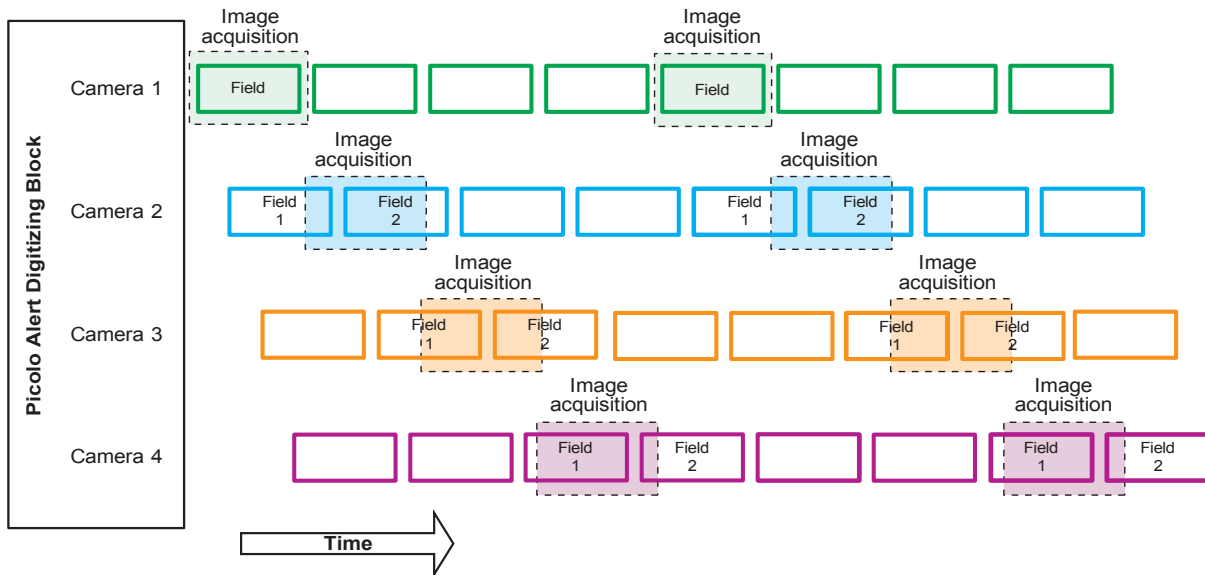 Picolo Alert Digitizing Block
Image
acquisition
Image
acquisition
Camera 1
Field
Field
Image
acquisition
Image
acquisition
Camera 2
Field
1
Field
2
Field
1
Field
2
Image
acquisition
Image
acquisition
Camera 3
Field
1
Field
2
Field
1
Field
2
Image
acquisition
Image
acquisition
Camera 4
Field
1
Field
2
Field
1
Field
2
Time